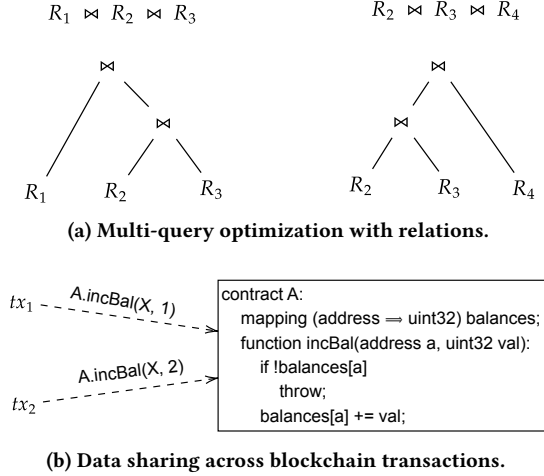 R1 ⋈ R2 ⋈ R3
R2 ⋈ R3 ⋈ R4
⋈
⋈
⋈
⋈
R1
R2
R3
R2
R3
R4
(a) Multi-query optimization with relations.
tx1
A.incBal(X, 1)
tx2
A.incBal(X, 2)
contract A:
mapping (address ⟹ uint32) balances;
function incBal(address a, uint32 val):
if !balances[a]
throw;
balances[a] += val;
(b) Data sharing across blockchain transactions.